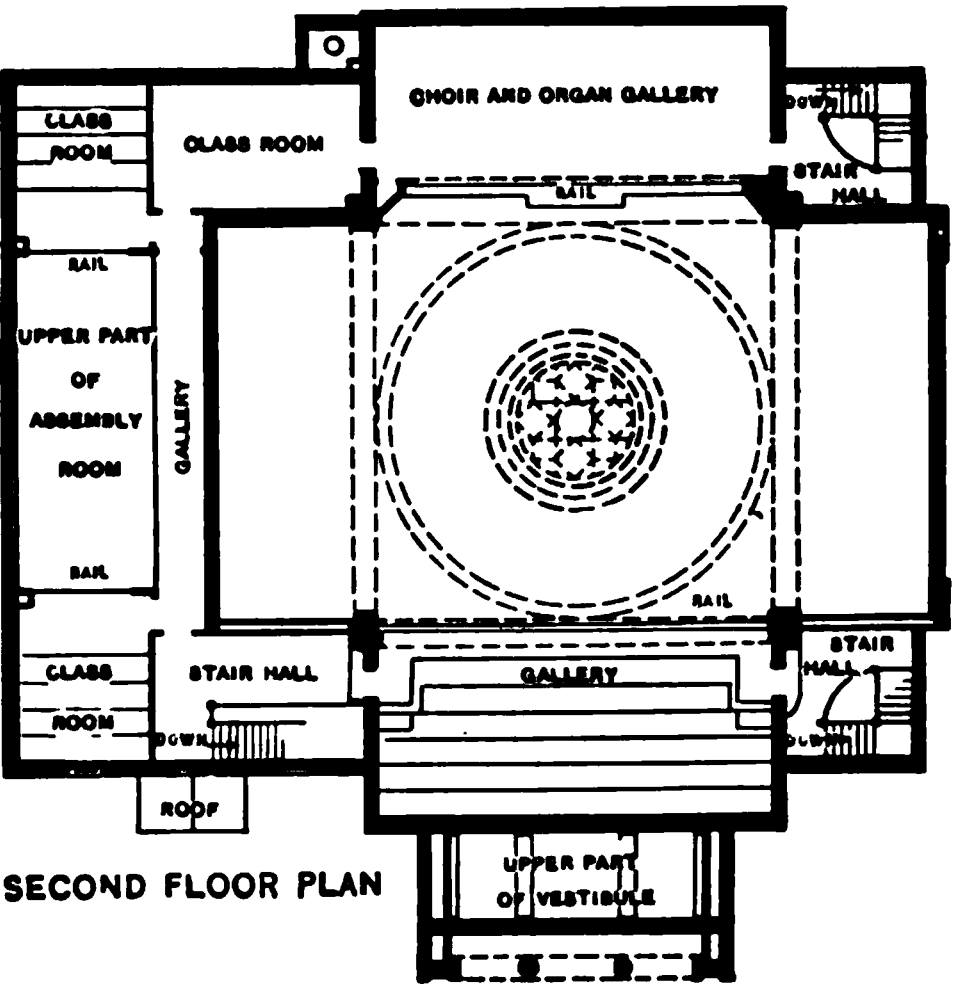 CHOIR AND ORGAN GALLERY
DOWN
CLASS
ROOM
CLASS ROOM
STAIR
HALL
RAIL
RAIL
UPPER PART
OF
ASSEMBLY
ROOM
GALLERY
RAIL
RAIL
CLASS
ROOM
STAIR HALL
DOWN
GALLERY
STAIR
HALL
DOWN
ROOF
UPPER PART
OF VESTIBULE
SECOND FLOOR PLAN